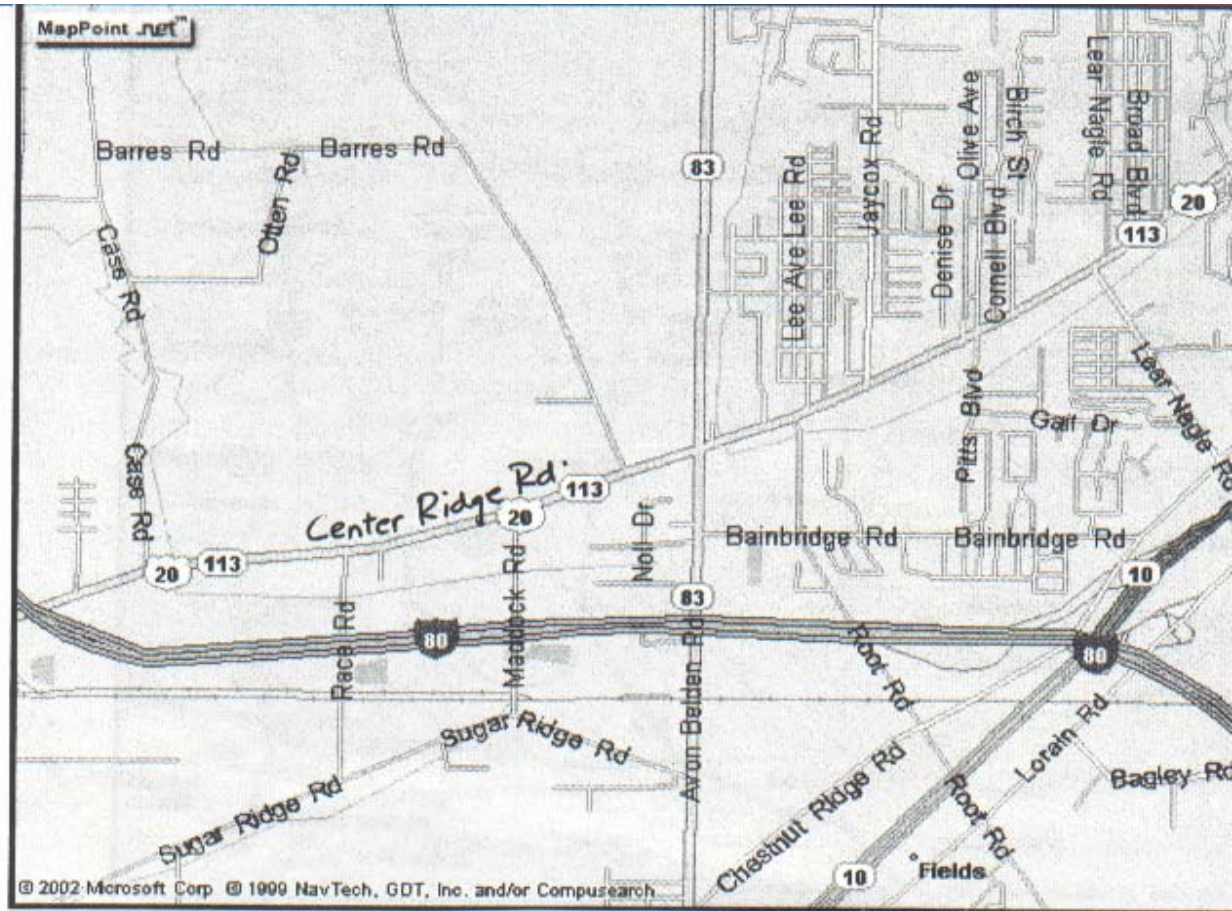 MapPoint .net™
Barres Rd
Barres Rd
Otten Rd
Case Rd
Case Rd
83
Lee Ave Lee Rd
Jaycox Rd
Denise Dr
Olive Ave
Cornell Blvd
Birch St
Lear Nagle Rd
Broad Blvd
20
113
Lear Nagle Rd
Pitts Blvd
Galf Dr
Center Ridge Rd.
113
20
20
113
Noll Dr
Bainbridge Rd
Bainbridge Rd
10
83
80
80
Race Rd
Maddock Rd
Avon Belden Rd
Root Rd
Root Rd
Sugar Ridge Rd
Sugar Ridge Rd
Chestnut Ridge Rd
Lorain Rd
Bagley Rd
10
Fields
© 2002 Microsoft Corp © 1999 NavTech, GDT, Inc. and/or Compusearch